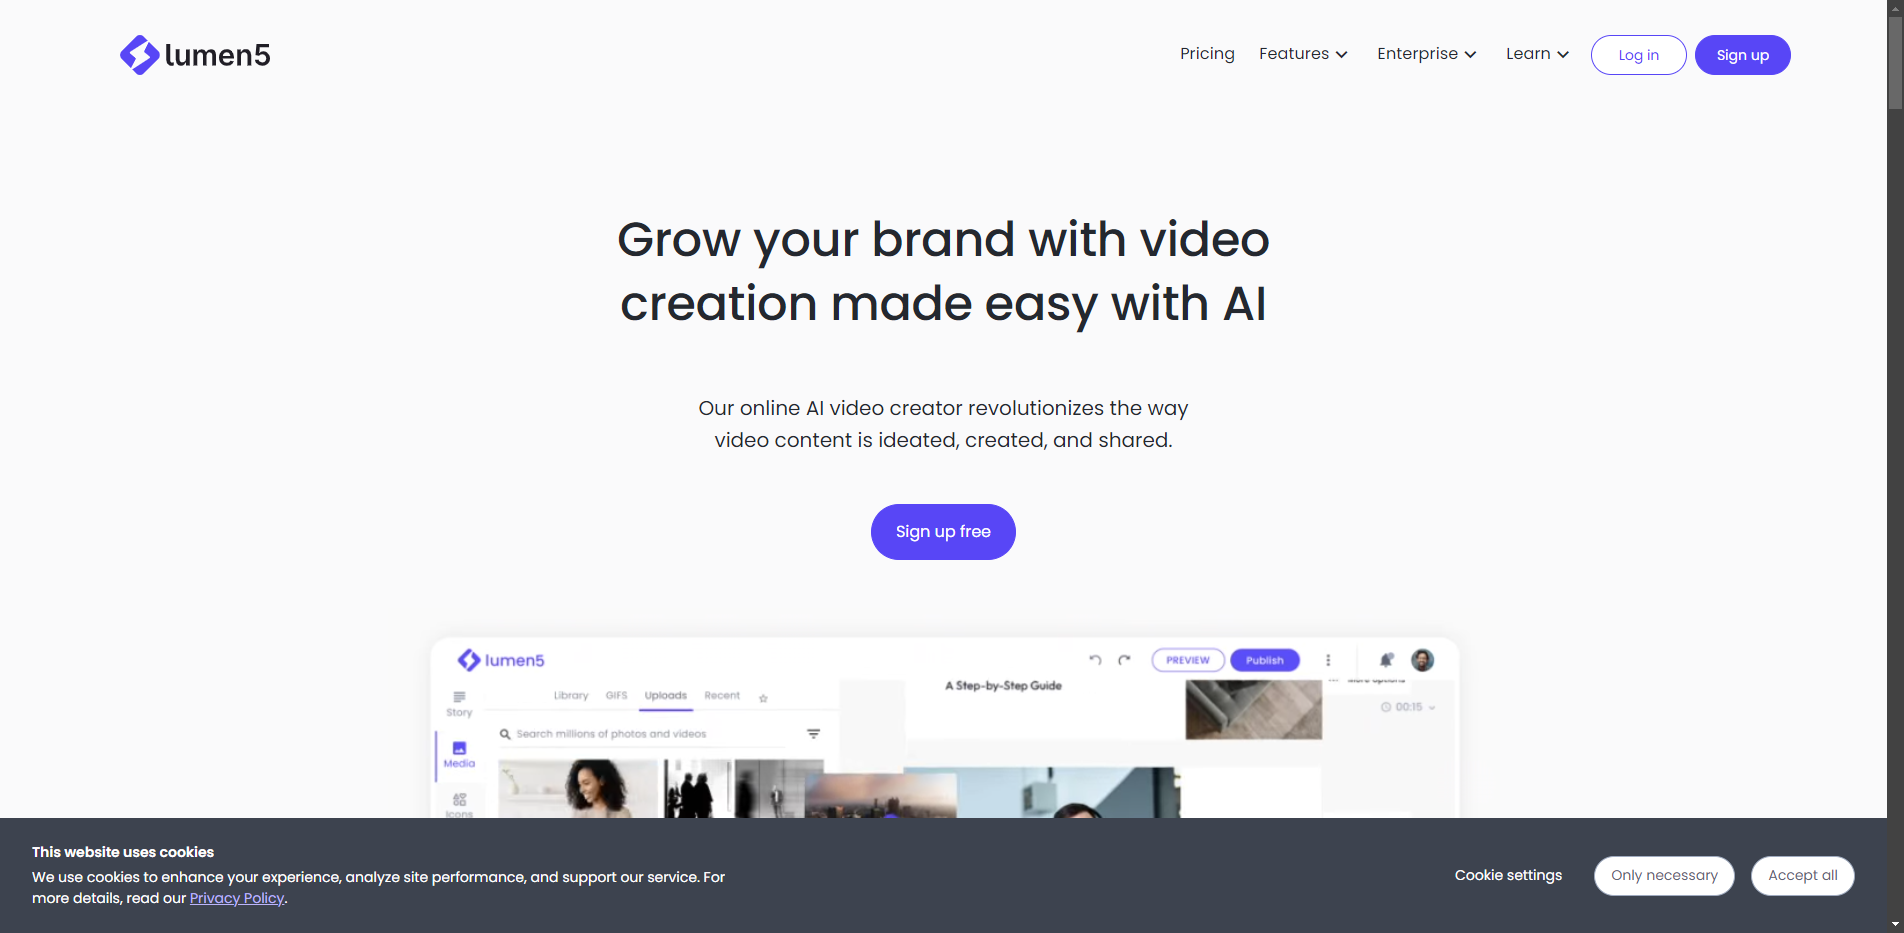 lumen5
Pricing
Features
Enterprise
Learn
Log in
Sign up
Grow your brand with video
creation made easy with AI
Our online AI video creator revolutionizes the way
video content is ideated, created, and shared.
Sign up free
lumen5
PREVIEW
Publish
Library
GIFS
Uploads
Recent
A Step-by-Step Guide
More options
00:15
Story
Search millions of photos and videos
Media
Icons
This website uses cookies
We use cookies to enhance your experience, analyze site performance, and support our service. For
more details, read our Privacy Policy.
Cookie settings
Only necessary
Accept all